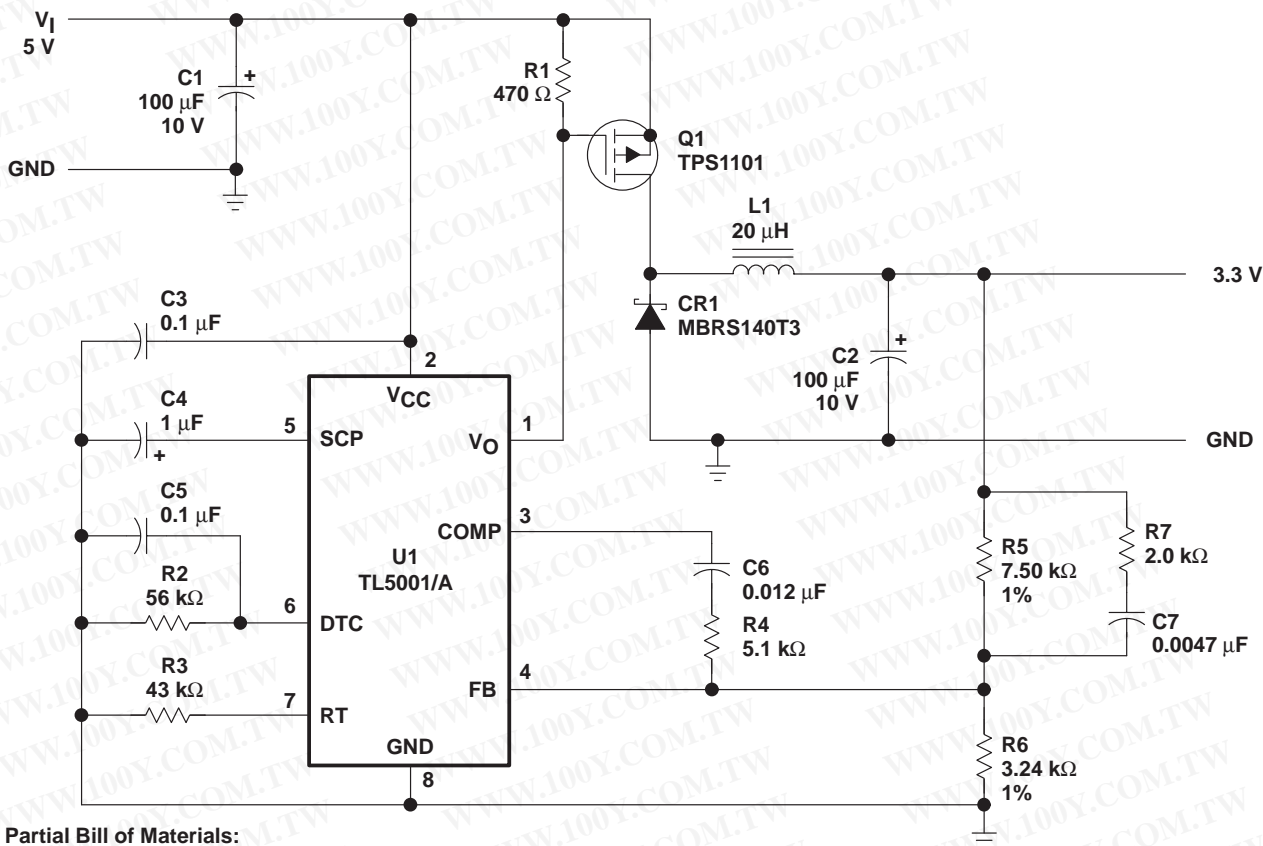 V_I
5 V
C1
100 µF
10 V
+
GND
R1
470 Ω
Q1
TPS1101
L1
20 µH
3.3 V
CR1
MBRS140T3
C2
100 µF
10 V
+
GND
C3
0.1 µF
2
V_CC
C4
1 µF
+
5
SCP
1
V_O
C5
0.1 µF
COMP
3
U1
TL5001/A
R2
56 kΩ
6
DTC
C6
0.012 µF
R4
5.1 kΩ
R5
7.50 kΩ
1%
R7
2.0 kΩ
C7
0.0047 µF
R3
43 kΩ
7
RT
FB
4
GND
8
R6
3.24 kΩ
1%
Partial Bill of Materials:
WWW.100Y.COM.TW